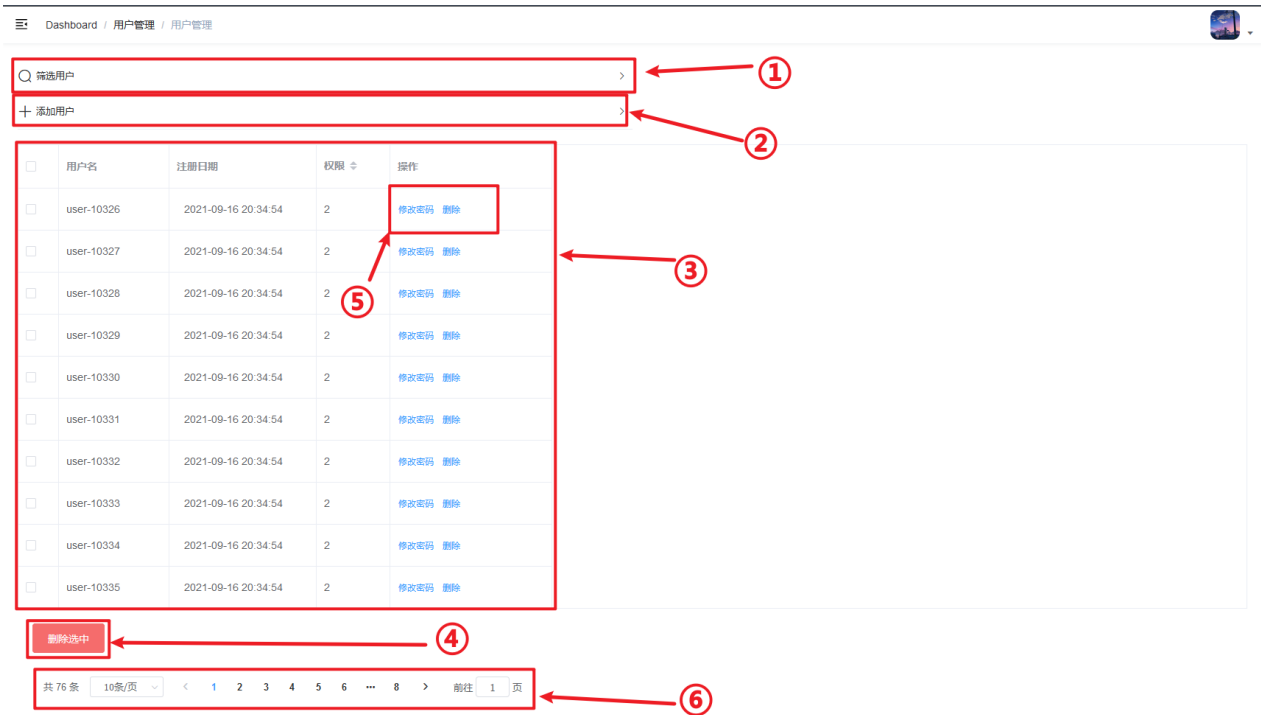 Dashboard / 用户管理 / 用户管理
筛选用户 >
①
添加用户 >
②
用户名 注册日期 权限 操作
user-10326 2021-09-16 20:34:54 2 修改密码 删除
user-10327 2021-09-16 20:34:54 2 修改密码 删除
③
user-10328 2021-09-16 20:34:54 2 修改密码 删除
⑤
user-10329 2021-09-16 20:34:54 2 修改密码 删除
user-10330 2021-09-16 20:34:54 2 修改密码 删除
user-10331 2021-09-16 20:34:54 2 修改密码 删除
user-10332 2021-09-16 20:34:54 2 修改密码 删除
user-10333 2021-09-16 20:34:54 2 修改密码 删除
user-10334 2021-09-16 20:34:54 2 修改密码 删除
user-10335 2021-09-16 20:34:54 2 修改密码 删除
删除选中
④
共 76 条 10条/页 < 1 2 3 4 5 6 ··· 8 > 前往 1 页
⑥